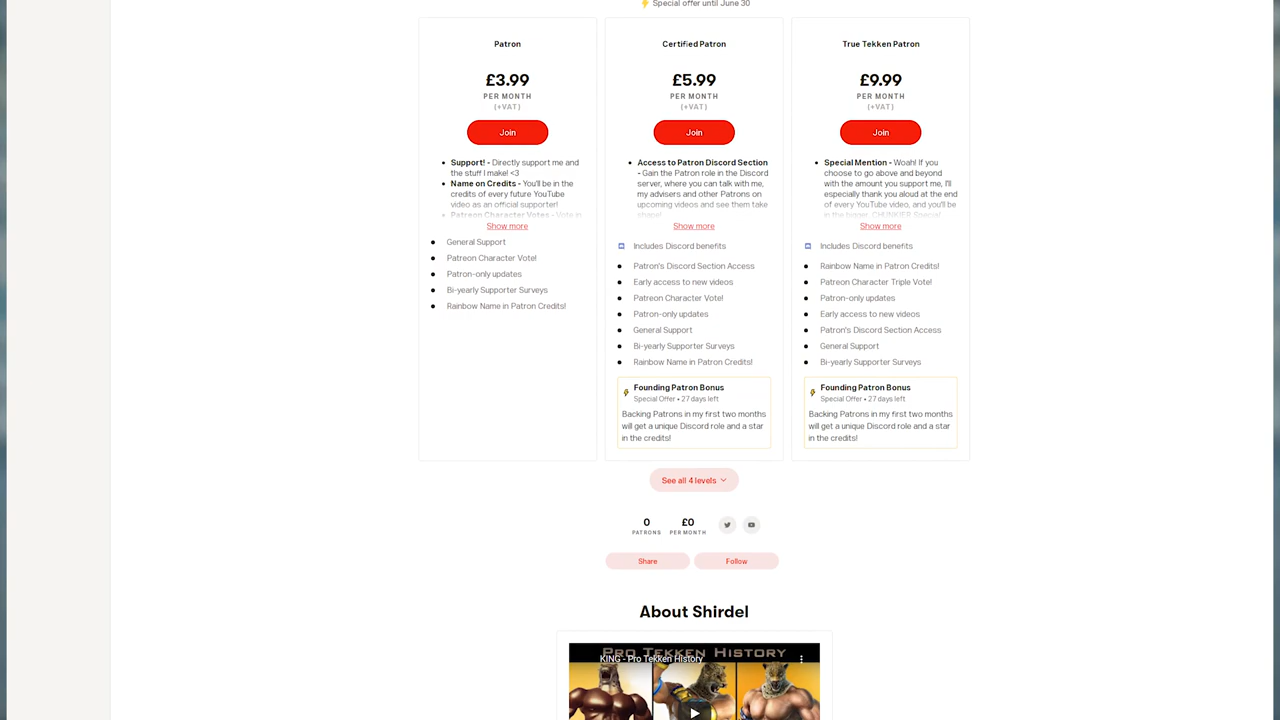 Special offer until June 30
Patron
£3.99
PER MONTH
(+VAT)
Join
Support! - Directly support me and
the stuff I make! <3
Name on Credits - You'll be in the
credits of every future YouTube
video as an official supporter!
Patreon Character Votes - Vote in
Show more
General Support
Patreon Character Vote!
Patron-only updates
Bi-yearly Supporter Surveys
Rainbow Name in Patron Credits!
Certified Patron
£5.99
PER MONTH
(+VAT)
Join
Access to Patron Discord Section
- Gain the Patron role in the Discord
server, where you can talk with me,
my advisers and other Patrons on
upcoming videos and see them take
shape!
Show more
Includes Discord benefits
Patron's Discord Section Access
Early access to new videos
Patreon Character Vote!
Patron-only updates
General Support
Bi-yearly Supporter Surveys
Rainbow Name in Patron Credits!
Founding Patron Bonus
Special Offer • 27 days left
Backing Patrons in my first two months
will get a unique Discord role and a star
in the credits!
True Tekken Patron
£9.99
PER MONTH
(+VAT)
Join
Special Mention - Woah! If you
choose to go above and beyond
with the amount you support me, I'll
especially thank you aloud at the end
of every YouTube video, and you'll be
in the bigger, CHUNKIER Special
Show more
Includes Discord benefits
Rainbow Name in Patron Credits!
Patreon Character Triple Vote!
Patron-only updates
Early access to new videos
Patron's Discord Section Access
General Support
Bi-yearly Supporter Surveys
Founding Patron Bonus
Special Offer • 27 days left
Backing Patrons in my first two months
will get a unique Discord role and a star
in the credits!
See all 4 levels
0
PATRONS
£0
PER MONTH
Share
Follow
About Shirdel
PRO TEKKEN HISTORY
KING - Pro Tekken History